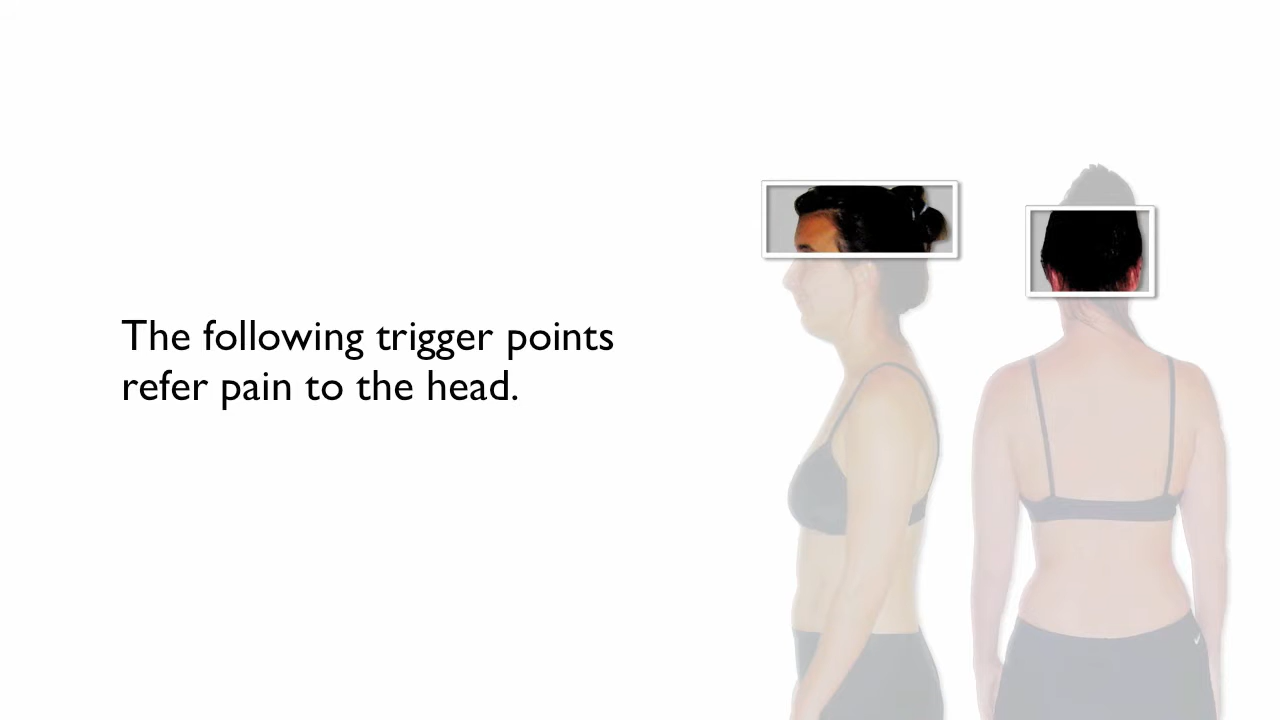 The following trigger points
refer pain to the head.